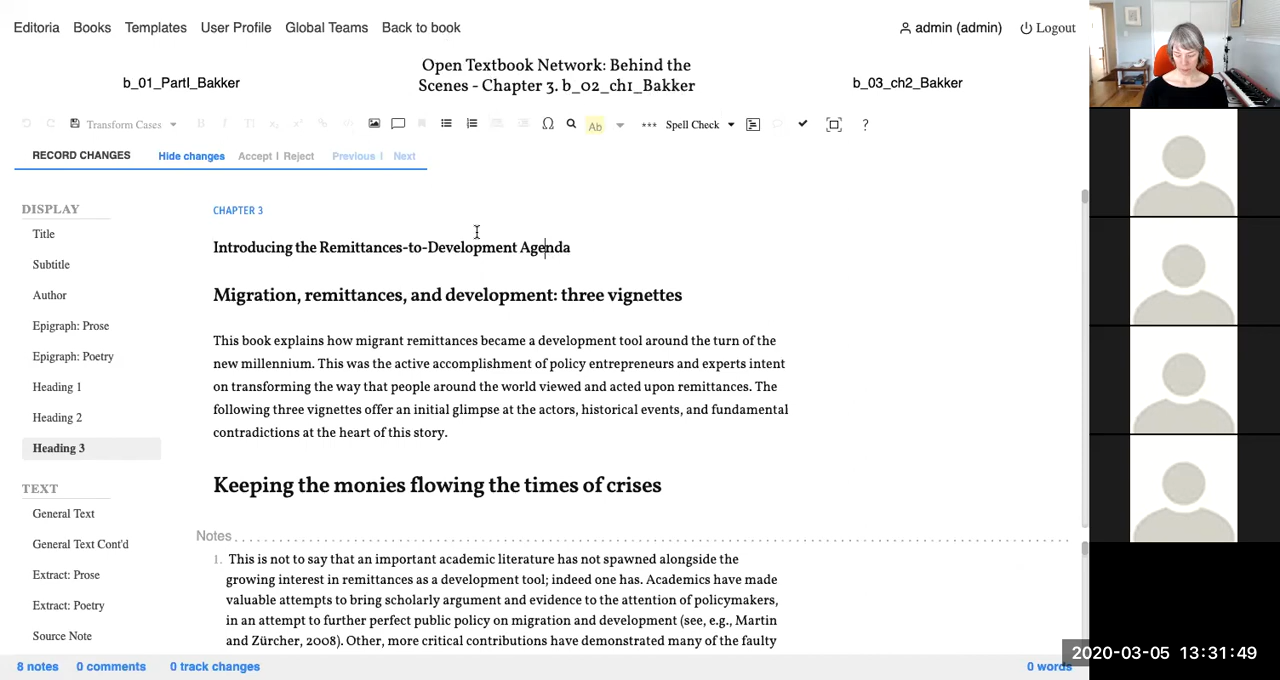 Editoria Books Templates User Profile Global Teams Back to book admin (admin) Logout
b_01_PartI_Bakker
Open Textbook Network: Behind the
Scenes - Chapter 3. b_02_ch1_Bakker
b_03_ch2_Bakker
Transform Cases Ab Spell Check ?
RECORD CHANGES Hide changes Accept | Reject Previous | Next
DISPLAY
Title
Subtitle
Author
Epigraph: Prose
Epigraph: Poetry
Heading 1
Heading 2
Heading 3
TEXT
General Text
General Text Cont'd
Extract: Prose
Extract: Poetry
Source Note
CHAPTER 3
Introducing the Remittances-to-Development Agenda
Migration, remittances, and development: three vignettes
This book explains how migrant remittances became a development tool around the turn of the
new millennium. This was the active accomplishment of policy entrepreneurs and experts intent
on transforming the way that people around the world viewed and acted upon remittances. The
following three vignettes offer an initial glimpse at the actors, historical events, and fundamental
contradictions at the heart of this story.
Keeping the monies flowing the times of crises
Notes
1. This is not to say that an important academic literature has not spawned alongside the
growing interest in remittances as a development tool; indeed one has. Academics have made
valuable attempts to bring scholarly argument and evidence to the attention of policymakers,
in an attempt to further perfect public policy on migration and development (see, e.g., Martin
and Zürcher, 2008). Other, more critical contributions have demonstrated many of the faulty
8 notes 0 comments 0 track changes 0 words
2020-03-05 13:31:49